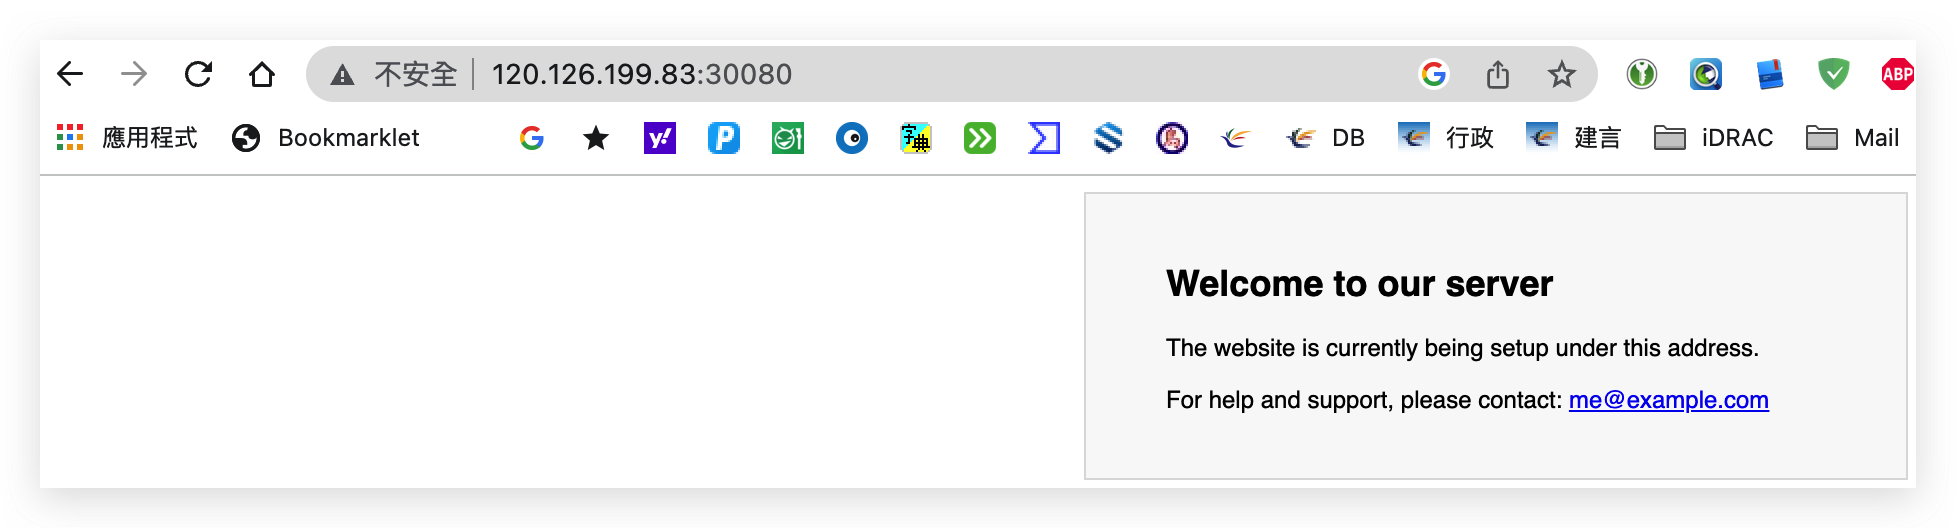 不安全 120.126.199.83:30080 ABP
應用程式 Bookmarklet y! P 字典 DB 行政 建言 iDRAC Mail
Welcome to our server
The website is currently being setup under this address.
For help and support, please contact: me@example.com